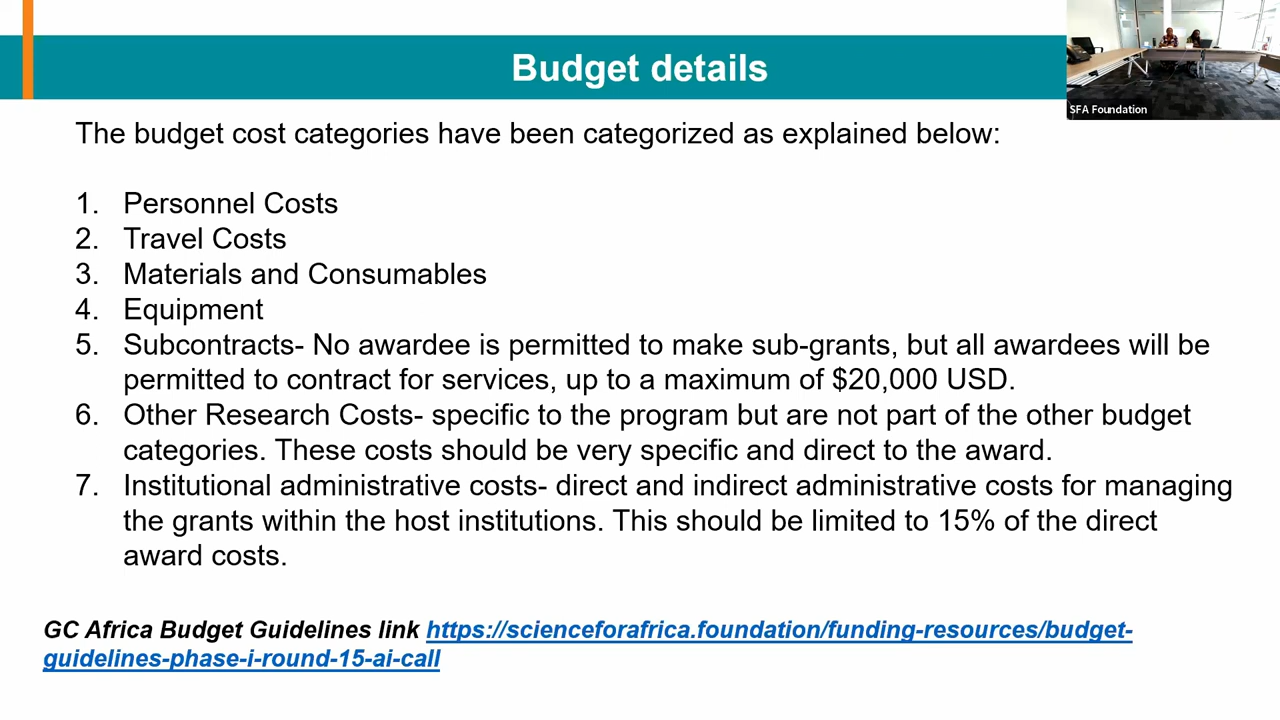 Budget details
SFA Foundation
The budget cost categories have been categorized as explained below:
1. Personnel Costs
2. Travel Costs
3. Materials and Consumables
4. Equipment
5. Subcontracts- No awardee is permitted to make sub-grants, but all awardees will be
permitted to contract for services, up to a maximum of $20,000 USD.
6. Other Research Costs- specific to the program but are not part of the other budget
categories. These costs should be very specific and direct to the award.
7. Institutional administrative costs- direct and indirect administrative costs for managing
the grants within the host institutions. This should be limited to 15% of the direct
award costs.
GC Africa Budget Guidelines link https://scienceforafrica.foundation/funding-resources/budget-
guidelines-phase-i-round-15-ai-call